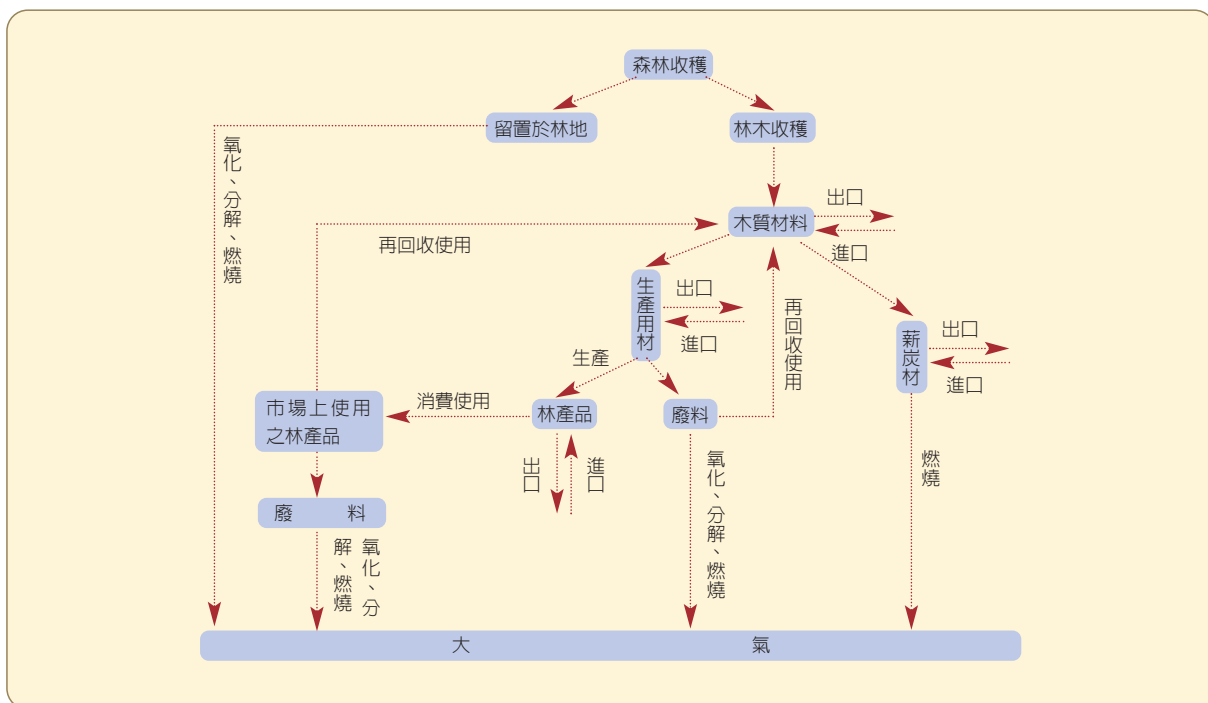 森林收穫
留置於林地
林木收穫
氧化、分解、燃燒
出口
木質材料
進口
再回收使用
生產用材
出口
進口
再回收使用
薪炭材
出口
進口
生產
市場上使用
之林產品
消費使用
林產品
廢料
出口
進口
氧化、分解、燃燒
燃燒
廢 料
氧化、分
解、燃燒
大 氣